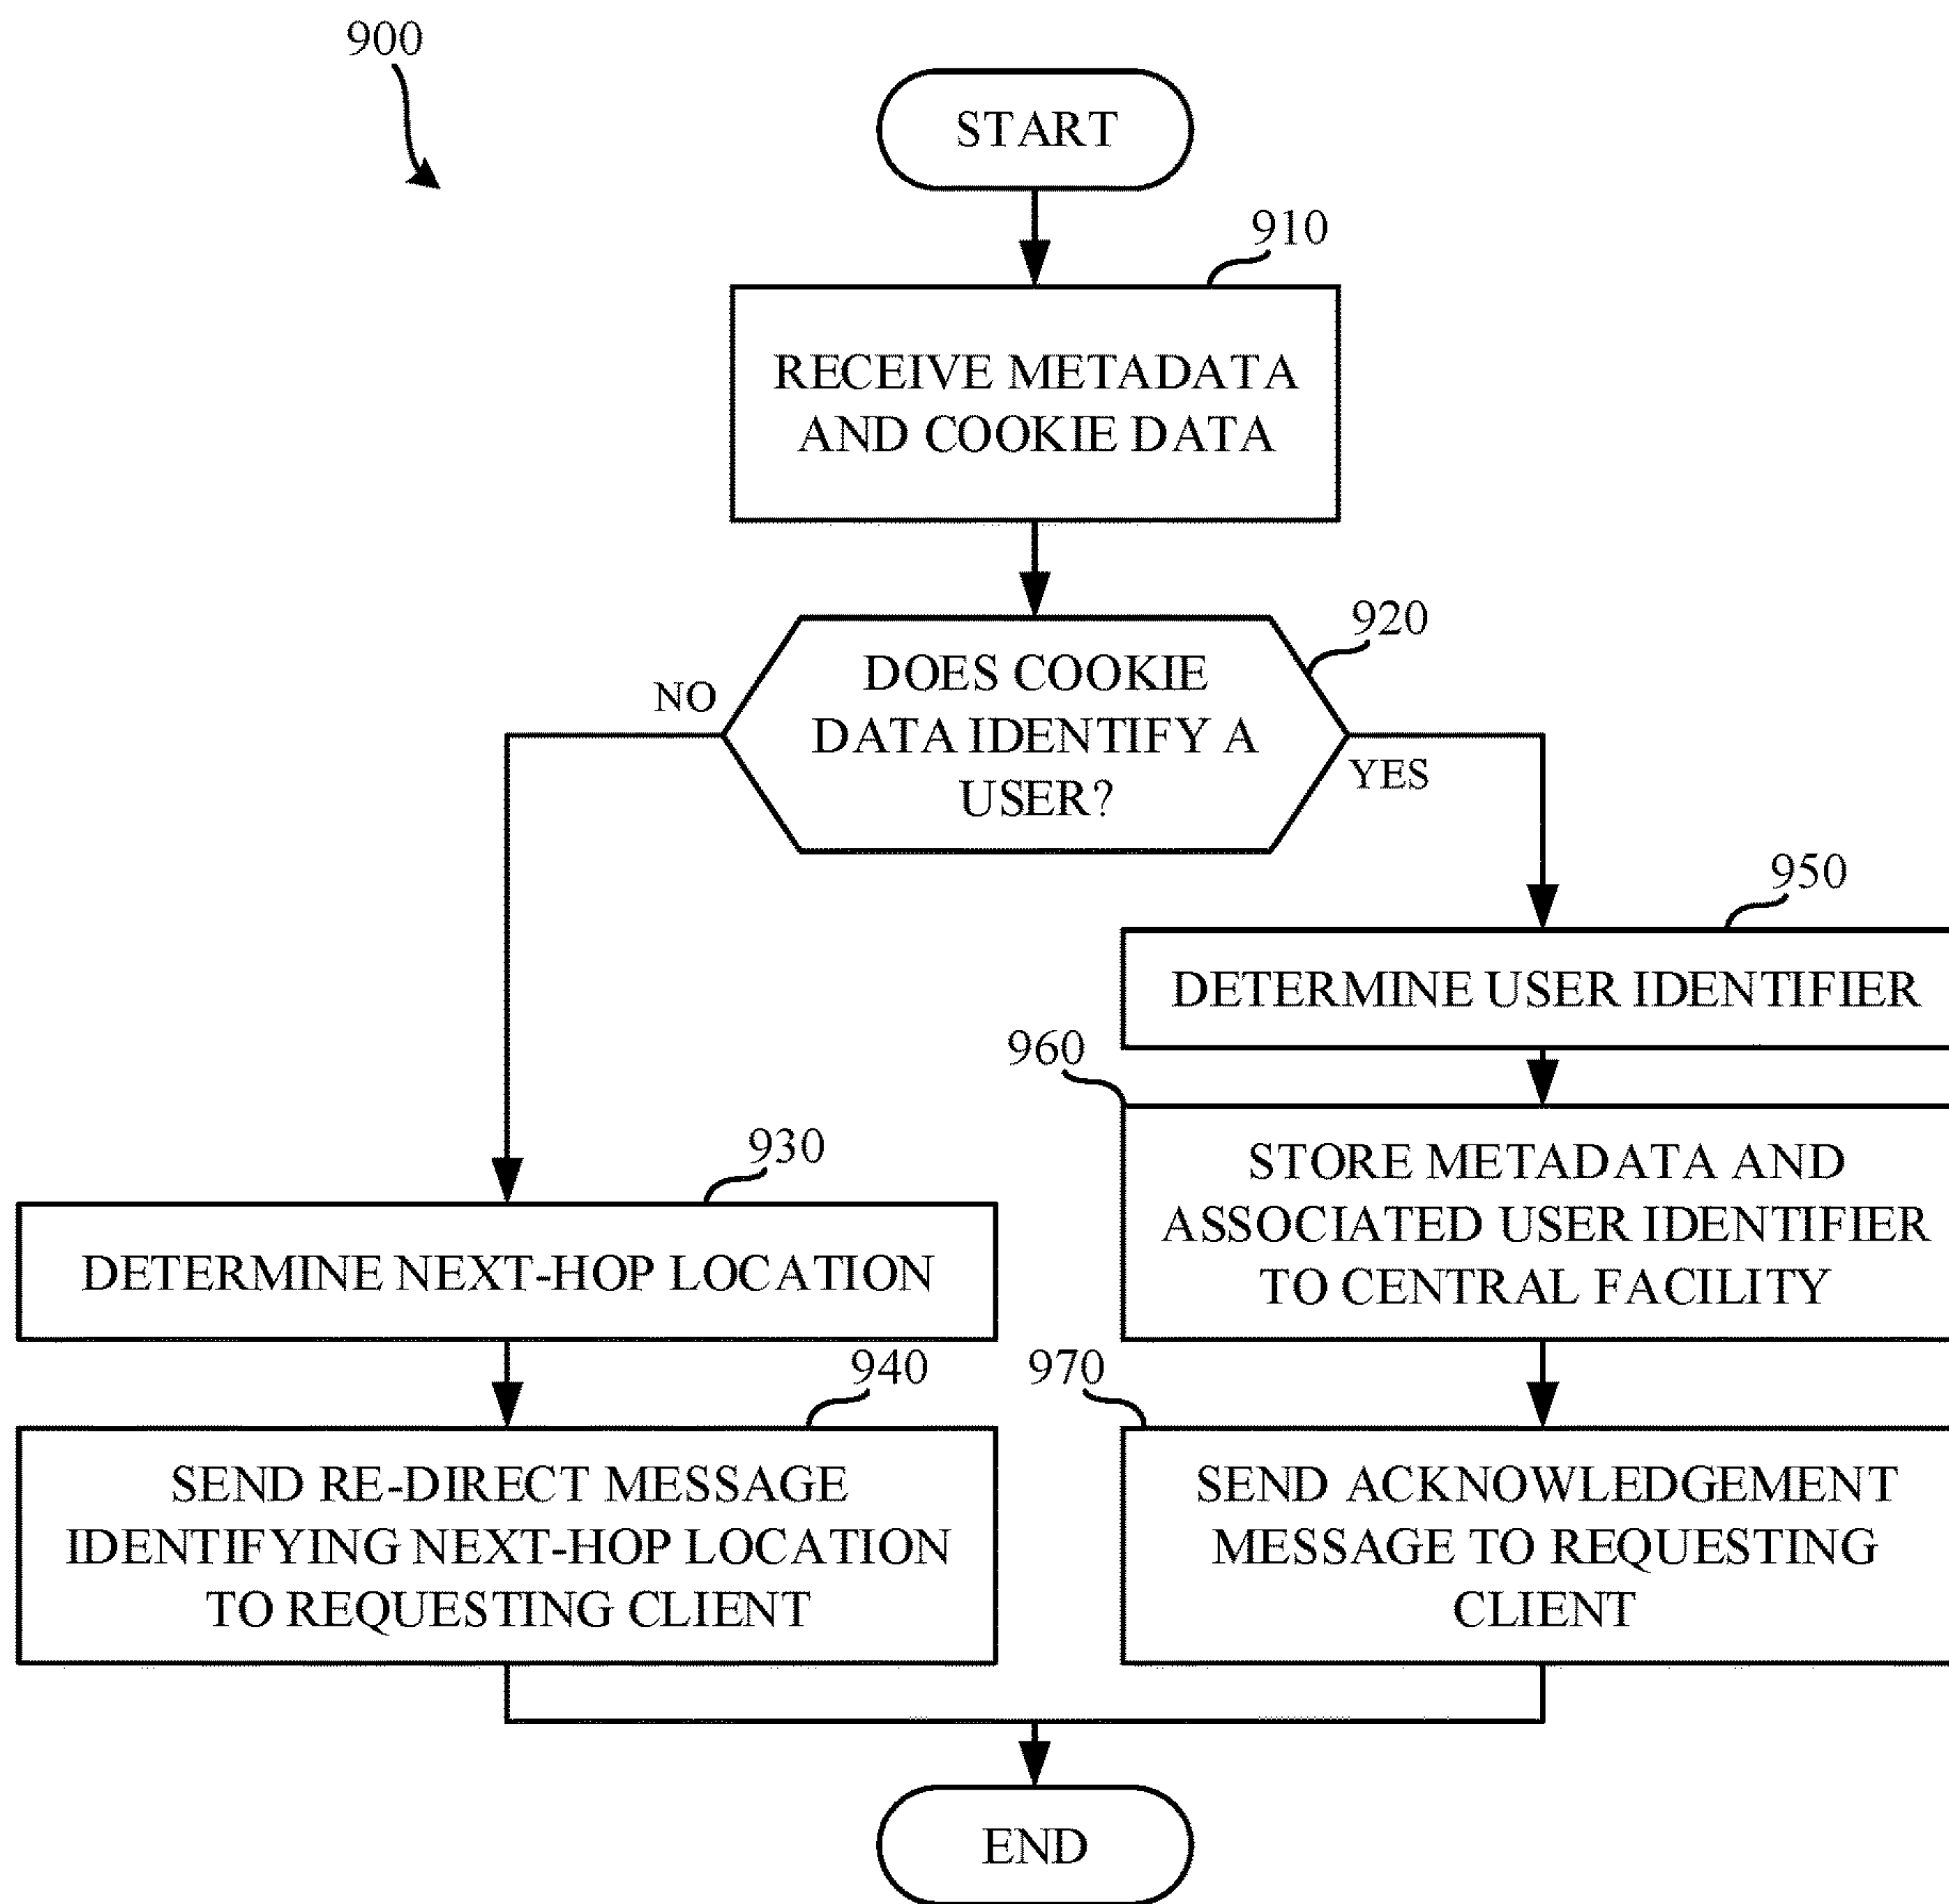 900
START
910
RECEIVE METADATA
AND COOKIE DATA
920
DOES COOKIE
DATA IDENTIFY A
USER?
NO
YES
950
DETERMINE USER IDENTIFIER
960
STORE METADATA AND
ASSOCIATED USER IDENTIFIER
TO CENTRAL FACILITY
930
DETERMINE NEXT-HOP LOCATION
940
SEND RE-DIRECT MESSAGE
IDENTIFYING NEXT-HOP LOCATION
TO REQUESTING CLIENT
970
SEND ACKNOWLEDGEMENT
MESSAGE TO REQUESTING
CLIENT
END